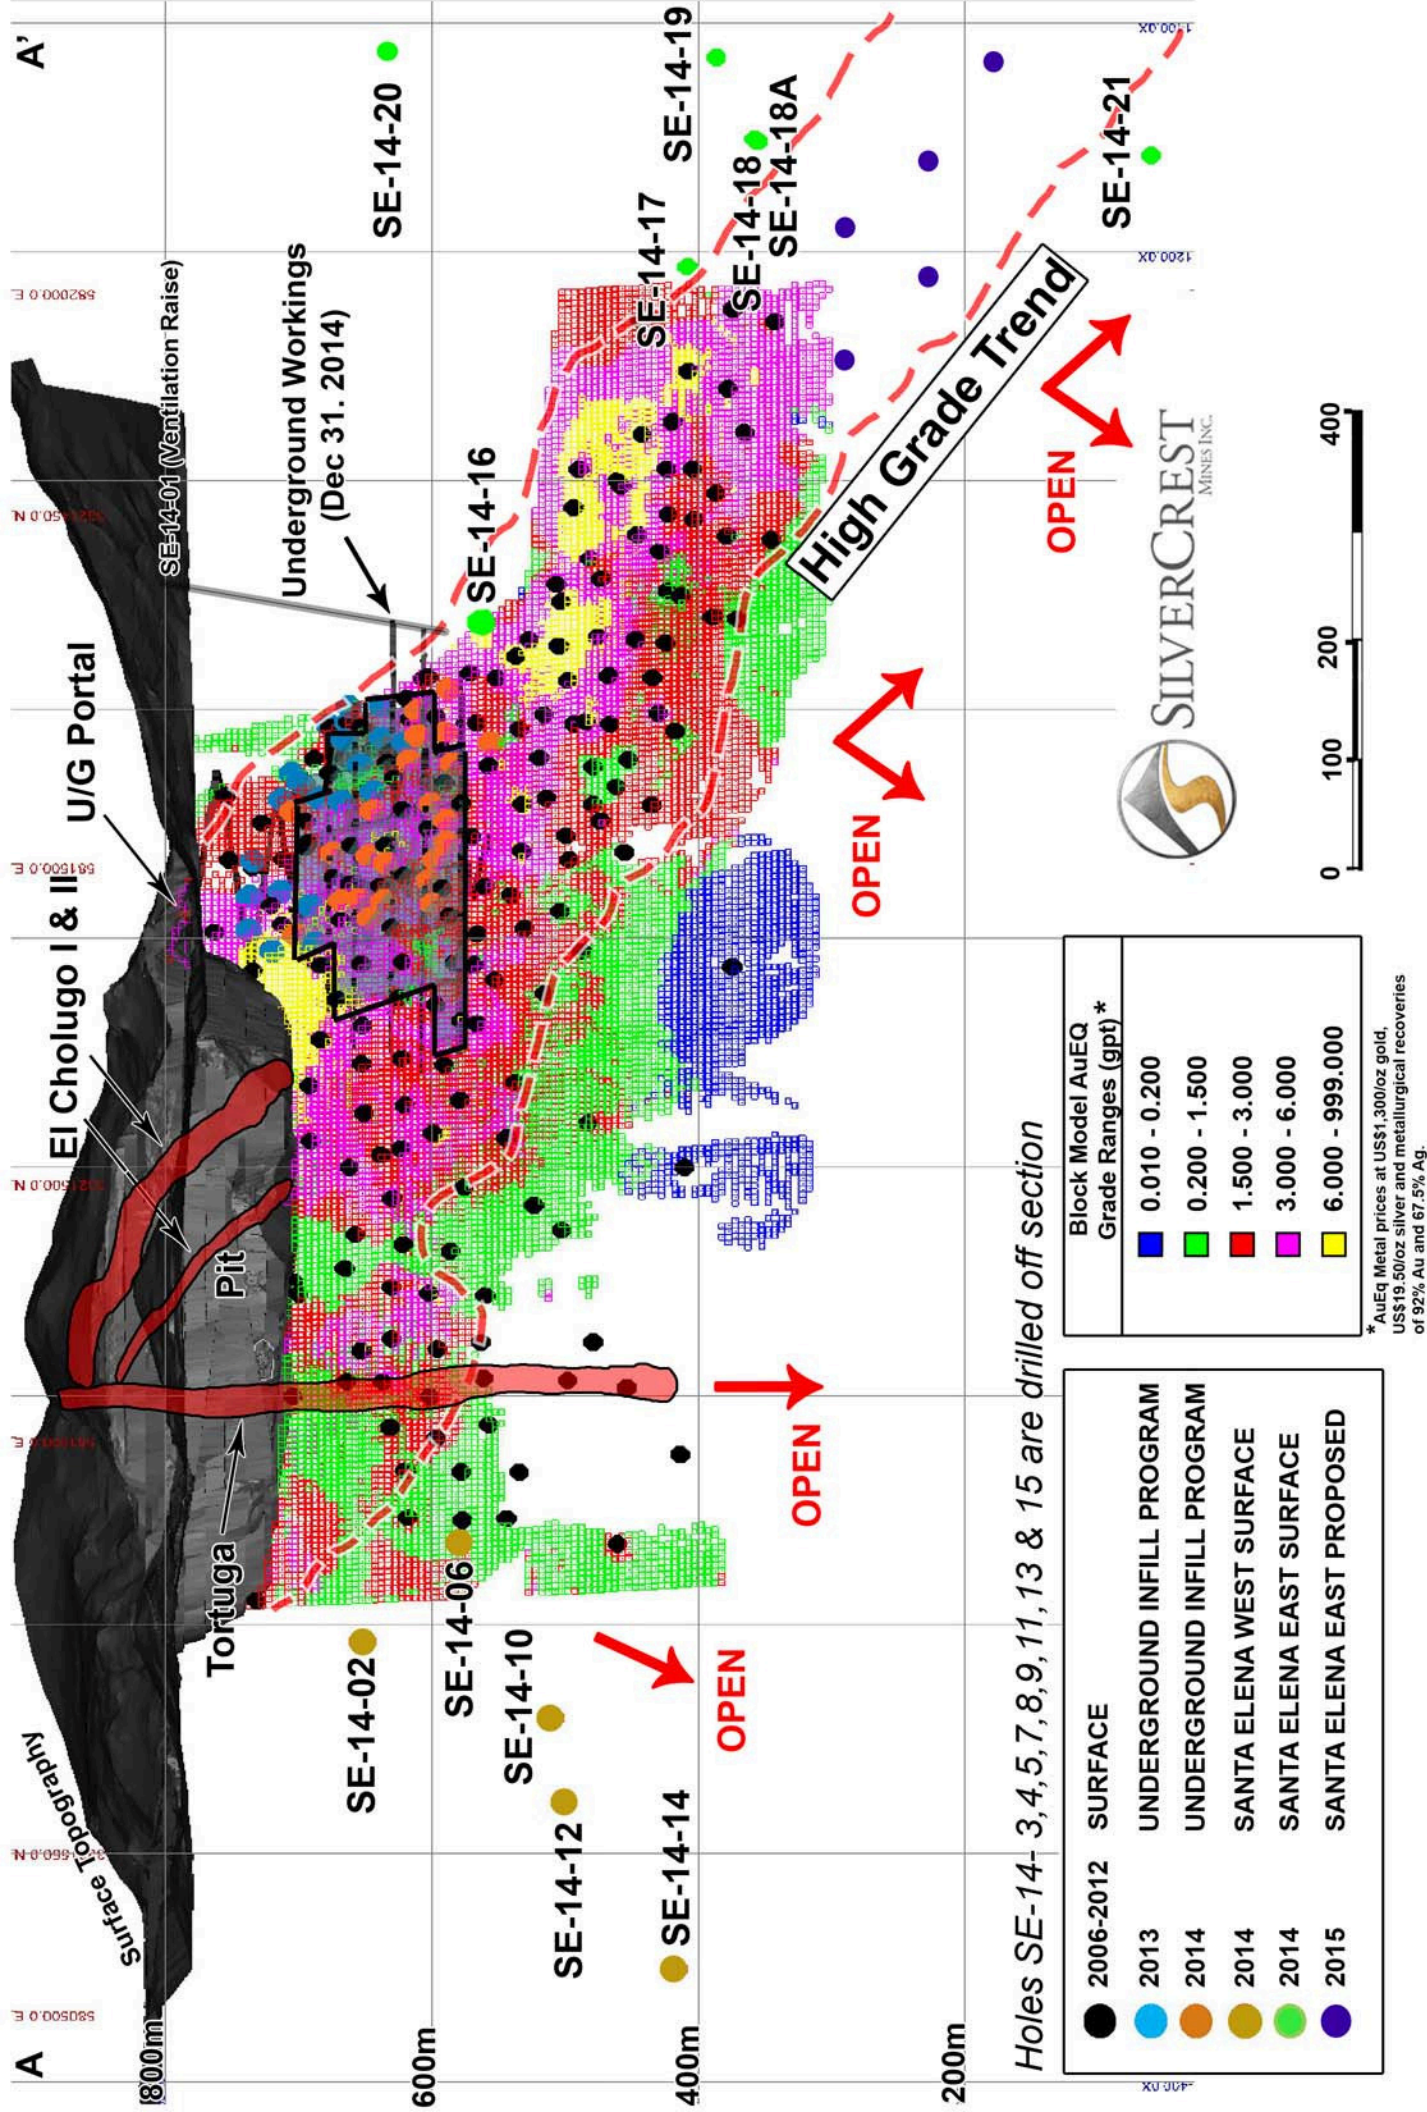 A
A'
Surface Topography
El Cholugo I & II
U/G Portal
SE-14-01 (Ventilation Raise)
Underground Workings
(Dec 31. 2014)
SE-14-20
Tortuga
Pit
SE-14-16
SE-14-17
SE-14-19
SE-14-18
SE-14-18A
SE-14-21
SE-14-02
SE-14-06
SE-14-10
SE-14-12
SE-14-14
800m
600m
400m
200m
580500.0 E
581500.0 E
582000.0 E
1200.0X
High Grade Trend
OPEN
OPEN
OPEN
OPEN
Holes SE-14- 3,4,5,7,8,9,11,13 & 15 are drilled off section
2006-2012 SURFACE
2013 UNDERGROUND INFILL PROGRAM
2014 UNDERGROUND INFILL PROGRAM
2014 SANTA ELENA WEST SURFACE
2014 SANTA ELENA EAST SURFACE
2015 SANTA ELENA EAST PROPOSED
Block Model AuEQ
Grade Ranges (gpt) *
0.010 - 0.200
0.200 - 1.500
1.500 - 3.000
3.000 - 6.000
6.000 - 999.000
* AuEq Metal prices at US$1,300/oz gold,
US$19.50/oz silver and metallurgical recoveries
of 92% Au and 67.5% Ag.
SILVERCREST
MINES INC.
0 100 200 400